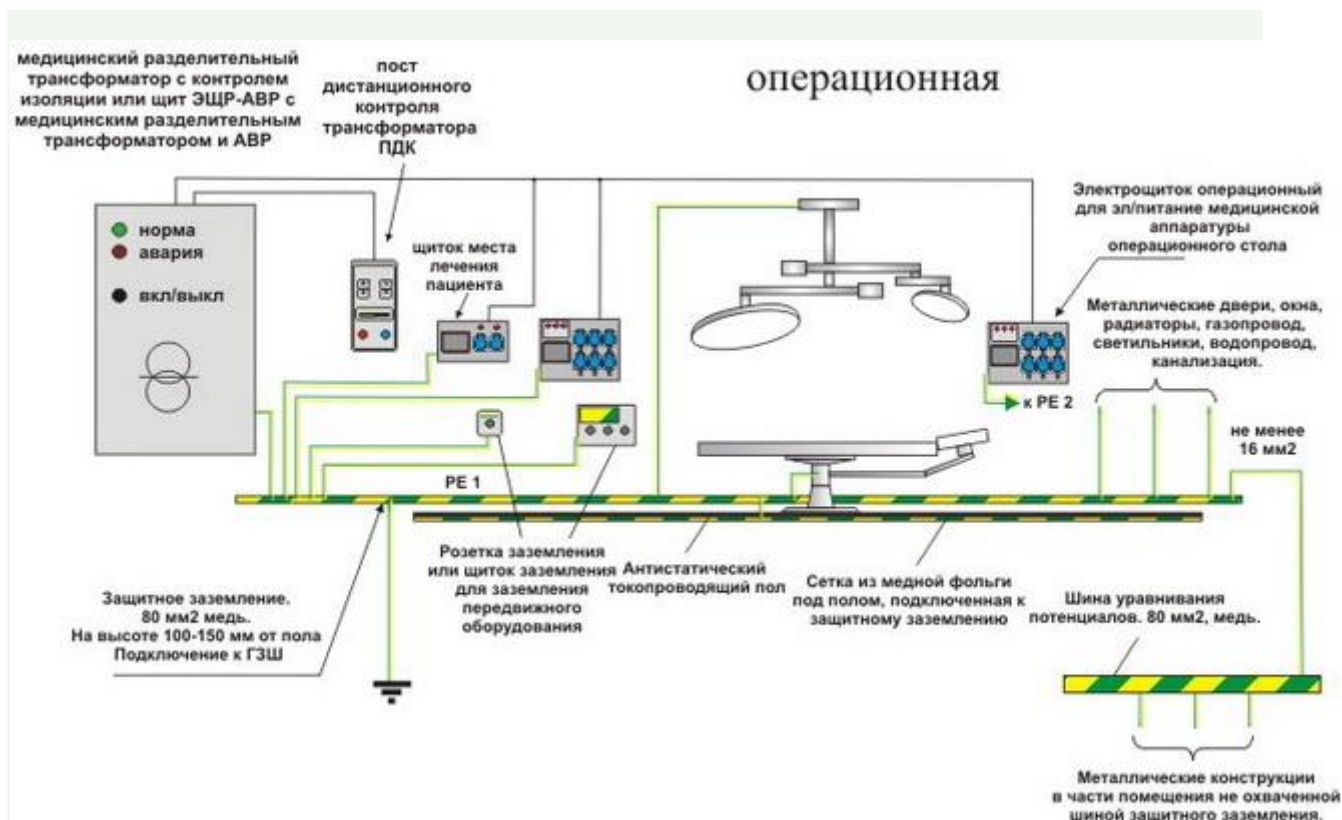 медицинский разделительный
трансформатор с контролем
изоляции или щит ЭЩР-АВР с
медицинским разделительным
трансформатором и АВР
пост
дистанционного
контроля
трансформатора
ПДК
операционная
Электрощиток операционный
для эл/питание медицинской
аппаратуры
операционного стола
норма
авария
вкл/выкл
щиток места
лечения
пациента
Металлические двери, окна,
радиаторы, газопровод,
светильники, водопровод,
канализация.
к РЕ 2
не менее
16 мм2
РЕ 1
Розетка заземления
или щиток заземления
для заземления
передвижного
оборудования
Антистатический
токопроводящий пол
Сетка из медной фольги
под полом, подключенная к
защитному заземлению
Защитное заземление.
80 мм2 медь.
На высоте 100-150 мм от пола
Подключение к ГЗШ
Шина уравнивания
потенциалов. 80 мм2, медь.
Металлические конструкции
в части помещения не охваченной
шиной защитного заземления.